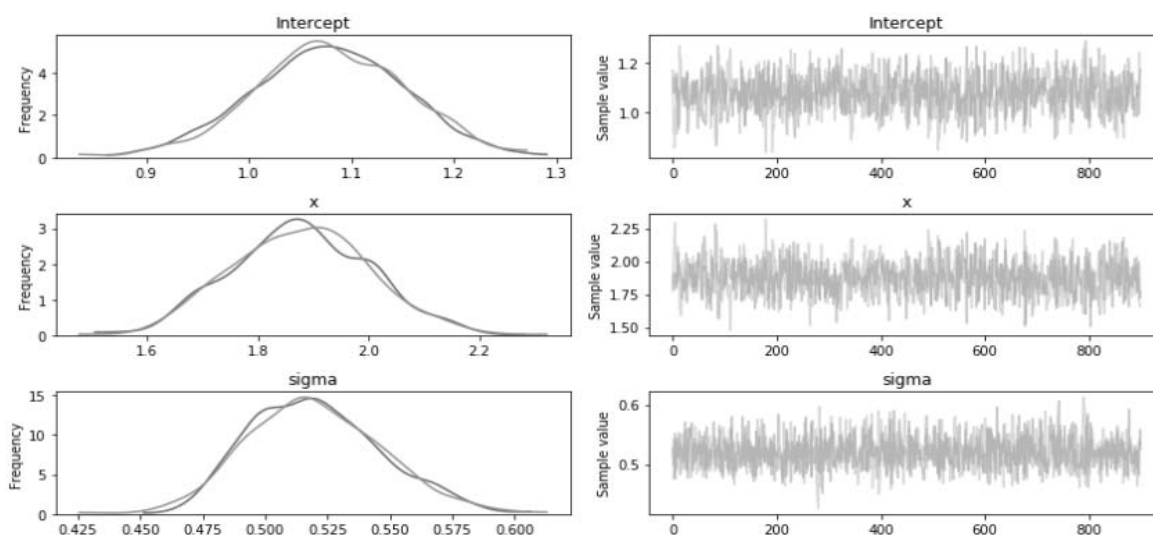 Intercept
Frequency
4
2
0
0.9 1.0 1.1 1.2 1.3
Intercept
Sample value
1.2
1.0
0 200 400 600 800
x
Frequency
3
2
1
0
1.6 1.8 2.0 2.2
x
Sample value
2.25
2.00
1.75
1.50
0 200 400 600 800
sigma
Frequency
15
10
5
0
0.425 0.450 0.475 0.500 0.525 0.550 0.575 0.600
sigma
Sample value
0.6
0.5
0 200 400 600 800